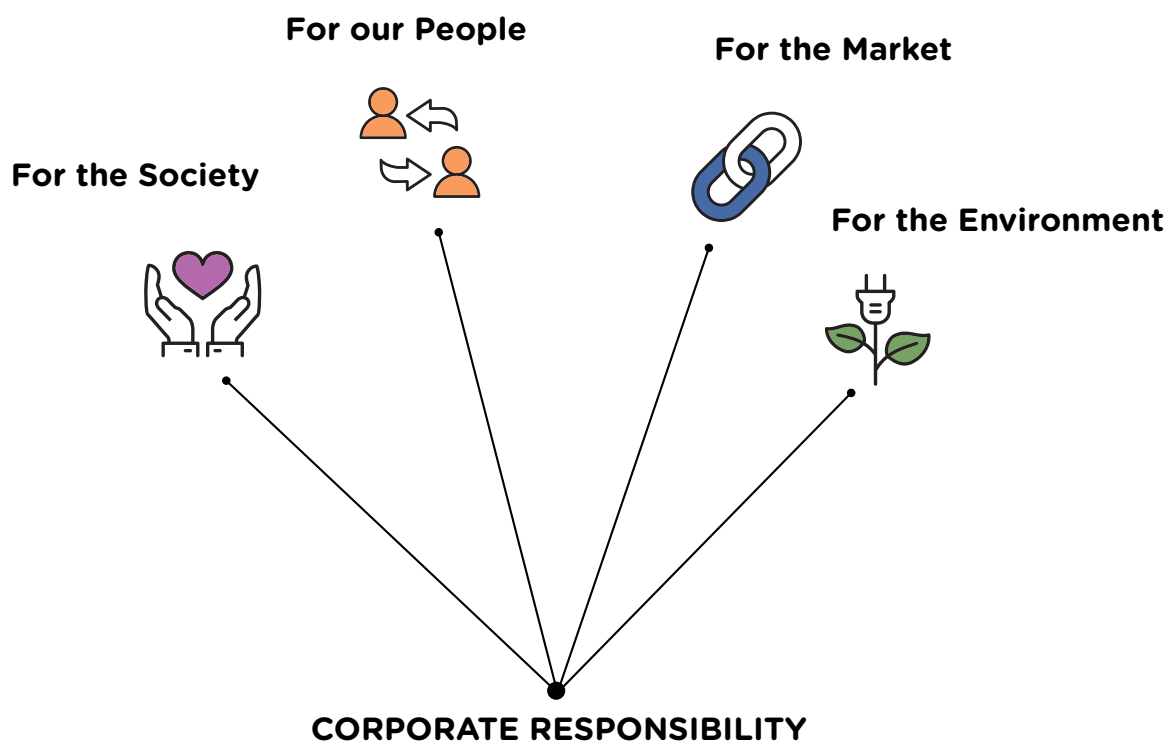 For our People
For the Market
For the Society
For the Environment
CORPORATE RESPONSIBILITY